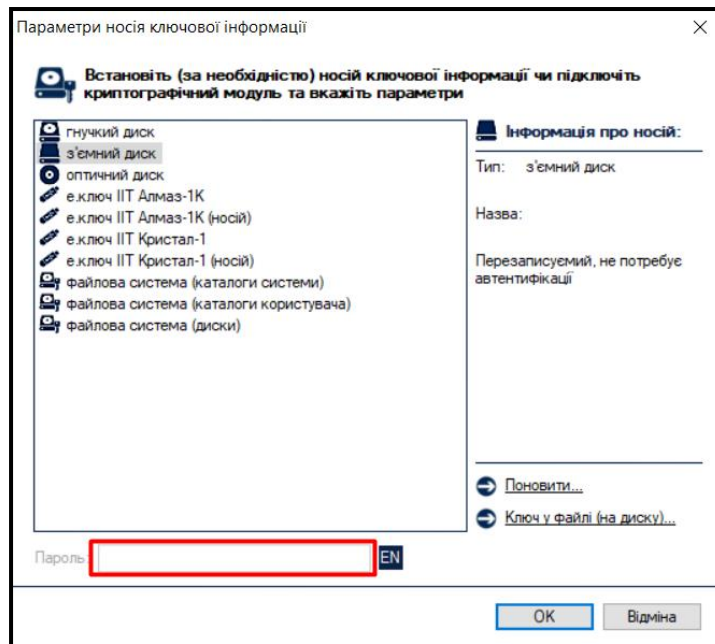 Параметри носія ключової інформації
Встановіть (за необхідністю) носій ключової інформації чи підключіть
криптографічний модуль та вкажіть параметри
гнучкий диск
з'ємний диск
оптичний диск
е.ключ ІІТ Алмаз-1К
е.ключ ІІТ Алмаз-1К (носій)
е.ключ ІІТ Кристал-1
е.ключ ІІТ Кристал-1 (носій)
файлова система (каталоги системи)
файлова система (каталоги користувача)
файлова система (диски)
Інформація про носій:
Тип: з'ємний диск
Назва:
Перезаписуємий, не потребує
автентифікації
Поновити...
Ключ у файлі (на диску)...
Пароль:
EN
OK
Відміна